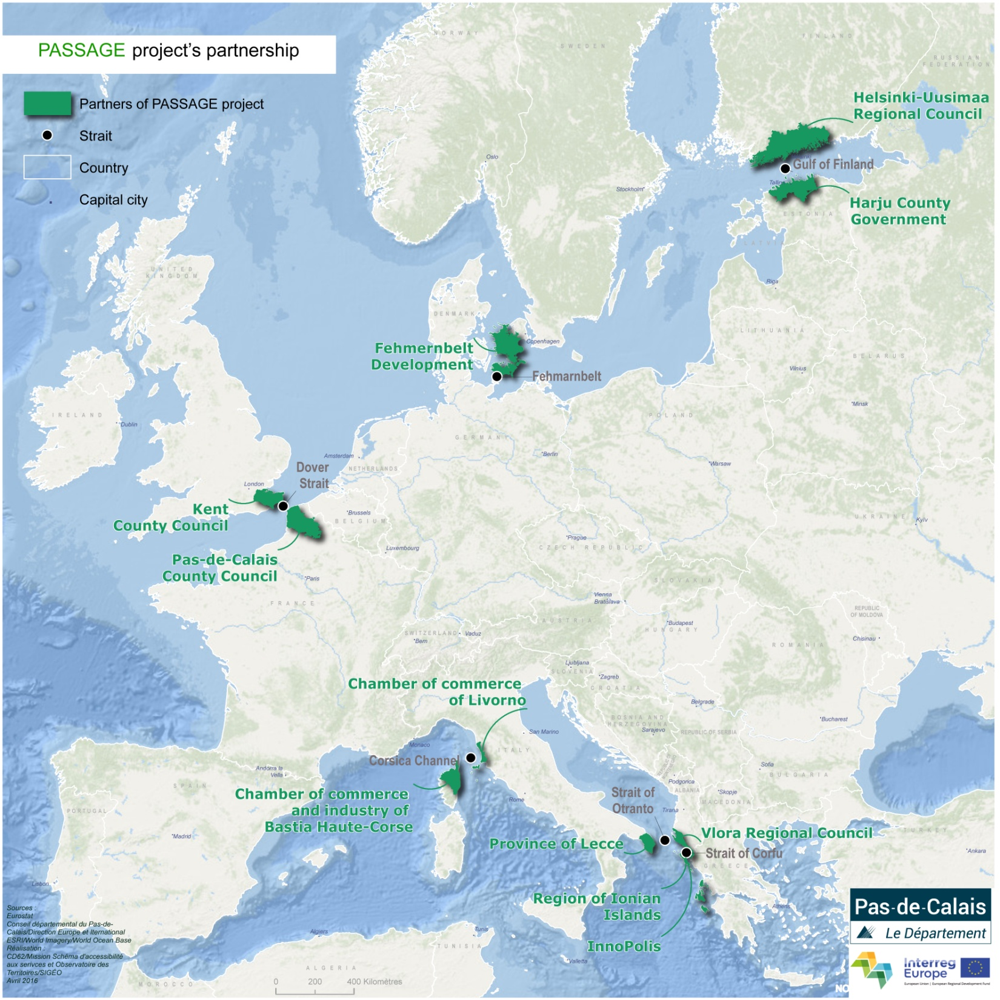 PASSAGE project's partnership
Partners of PASSAGE project
Strait
Country
Capital city
NORWAY
SWEDEN
FINLAND
RUSSIAN
FEDERATION
Helsinki-Uusimaa
Regional Council
Gulf of Finland
Tallinn
Harju County
Government
ESTONIA
Oslo
Stockholm
LATVIA
Riga
UNITED
KINGDOM
DENMARK
LITHUANIA
BELARUS
Copenhagen
Fehmernbelt
Development
Fehmarnbelt
Vilnius
Minsk
IRELAND
Dublin
POLAND
GERMANY
Berlin
Amsterdam
NETHERLANDS
Warsaw
Dover
Strait
London
Kent
County Council
Brussels
BELGIUM
UKRAINE
Kyiv
Prague
CZECH REPUBLIC
Luxembourg
Pas-de-Calais
County Council
Paris
SLOVAKIA
FRANCE
Vienna
Bratislava
REPUBLIC
OF MOLDOVA
AUSTRIA
Budapest
HUNGARY
SWITZERLAND
Vaduz
Bern
Chisinau
ROMANIA
Ljubljana
SLOVENIA
Zagreb
CROATIA
Chamber of commerce
of Livorno
Belgrade
BOSNIA AND
HERZEGOVINA
Sarajevo
Bucharest
REPUBLIC OF SERBIA
San Marino
Monaco
ITALY
Corsica Channel
Andorra la
Vella
Sofia
BULGARIA
SPAIN
Podgorica
ALBANIA
Chamber of commerce
and industry of
Bastia Haute-Corse
Strait of
Otranto
Skopje
MACEDONIA
Rome
Tirana
PORTUGAL
Madrid
Vlora Regional Council
TURKEY
Province of Lecce
Strait of Corfu
Ankara
GREECE
Lisbon
Region of Ionian
Islands
Athens
InnoPolis
Algiers
Tunis
TUNISIA
Valletta
ALGERIA
MOROCCO
0 200 400 Kilomètres
Sources :
Eurostat
Conseil départemental du Pas-de-
Calais/Direction Europe et Iternational
ESRI/World Imagery/World Ocean Base
Réalisation :
CD62/Mission Schéma d'accessibilité
aux serivces et Observatoire des
Territoires/SIGÉO
Avril 2016
Pas-de-Calais
Le Département
Interreg
Europe
European Union | European Regional Development Fund
NO